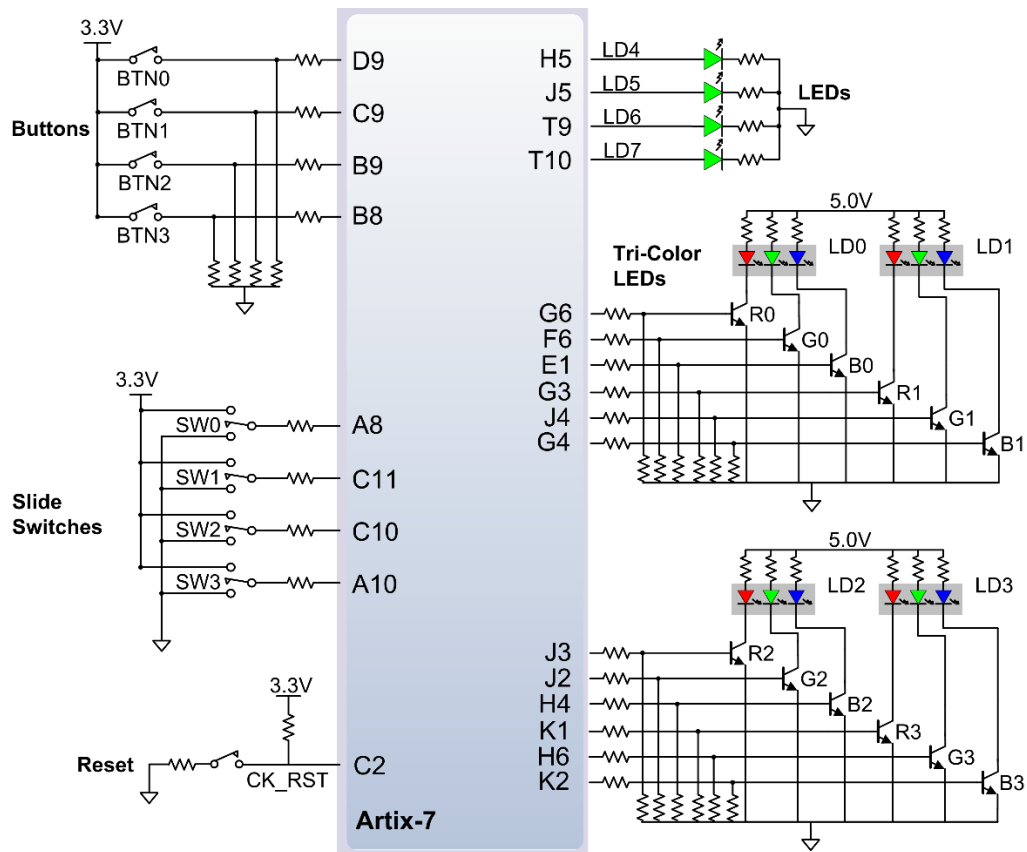 3.3V
BTN0
BTN1
Buttons
BTN2
BTN3
D9
C9
B9
B8
H5
J5
T9
T10
LD4
LD5
LD6
LD7
LEDs
5.0V
LD0
LD1
Tri-Color
LEDs
G6
F6
E1
G3
J4
G4
R0
G0
B0
R1
G1
B1
3.3V
SW0
SW1
SW2
SW3
Slide
Switches
A8
C11
C10
A10
5.0V
LD2
LD3
J3
J2
H4
K1
H6
K2
R2
G2
B2
R3
G3
B3
3.3V
Reset
CK_RST
C2
Artix-7